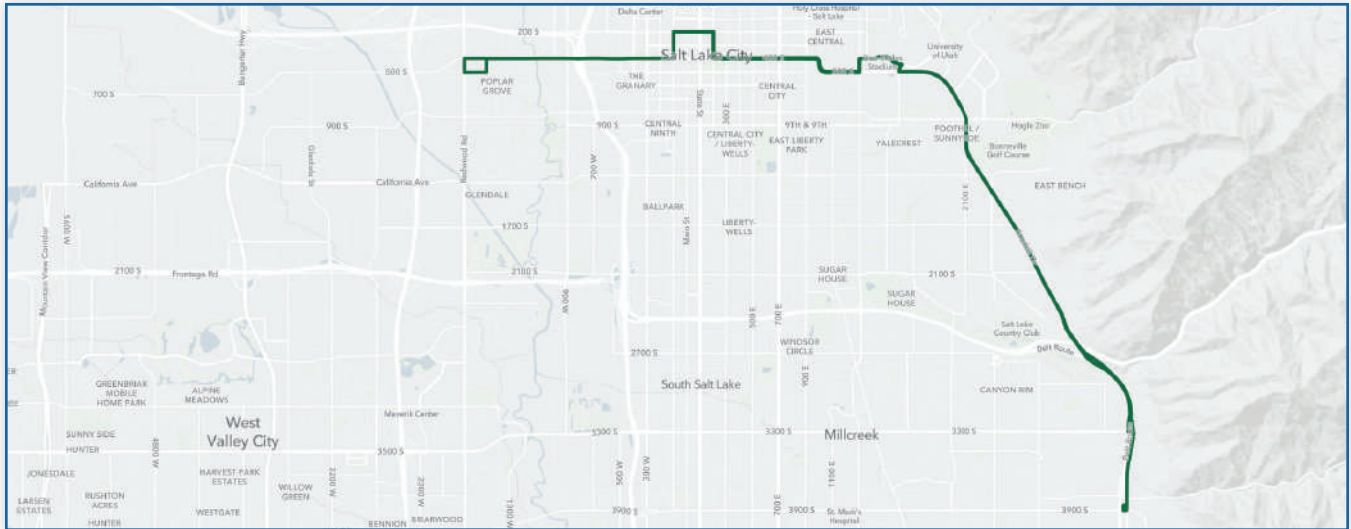 Delta Center
Holy Cross Hospital
- Salt Lake
200 S
EAST
CENTRAL
University
of Utah
Bangerter Hwy
Salt Lake City
Stadium
500 S
POPLAR
GROVE
THE
GRANARY
CENTRAL
CITY
700 S
State St
300 E
900 S
900 S
CENTRAL
NINTH
CENTRAL CITY
/ LIBERTY-
WELLS
9TH & 9TH
EAST LIBERTY
PARK
YALECREST
FOOTHILL /
SUNNYSIDE
Hogle Zoo
Bonneville
Golf Course
Glendale St
Redwood Rd
700 W
California Ave
California Ave
GLENDALE
EAST BENCH
2100 E
5600 W
BALLPARK
Main St
LIBERTY-
WELLS
1700 S
Mountain View Corridor
2100 S
Frontage Rd
2100 S
SUGAR
HOUSE
2100 S
900 W
SUGAR
HOUSE
500 E
700 E
Salt Lake
Country Club
2700 S
WINDSOR
CIRCLE
Belt Route
GREENBRIAR
MOBILE
HOME PARK
ALPINE
MEADOWS
South Salt Lake
900 E
CANYON RIM
West
Valley City
Maverik Center
SUNNY SIDE
HUNTER
4800 W
3300 S
3300 S
Millcreek
3300 S
Belt Route
3500 S
JONESDALE
HARVEST PARK
ESTATES
WILLOW
GREEN
3200 W
2200 W
500 W
300 W
1100 E
LARSEN
ESTATES
RUSHTON
ACRES
HUNTER
WESTGATE
BENNION
BRIARWOOD
1300 W
3900 S
700 E
3900 S
St. Mark's
Hospital
3900 S